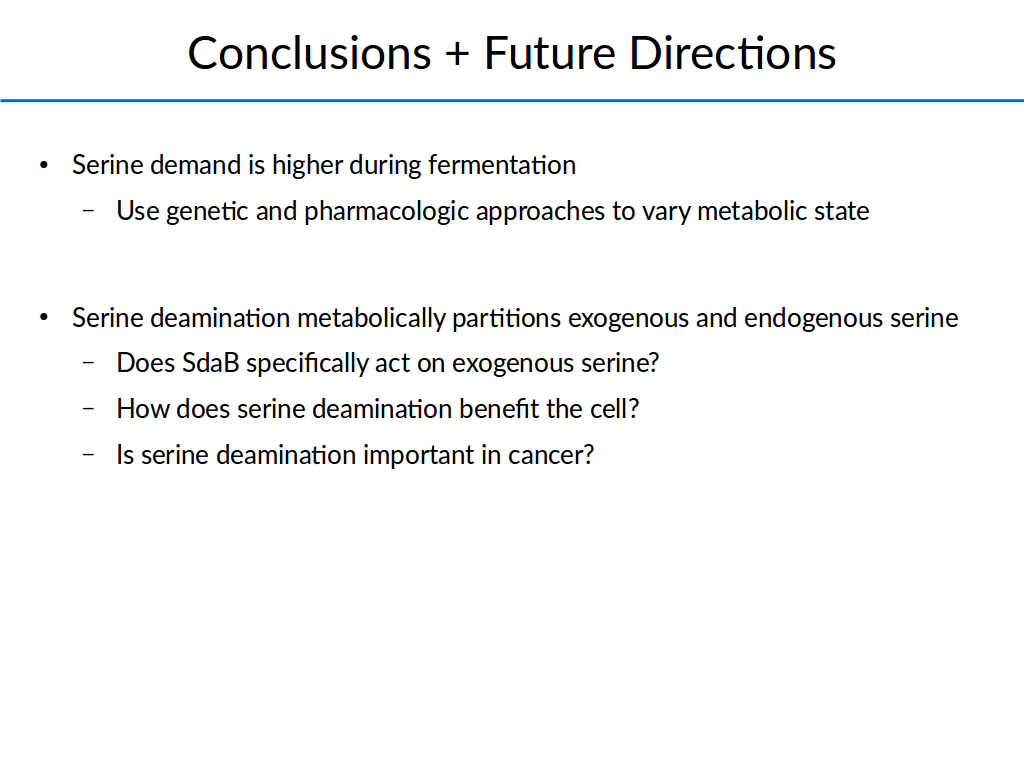 Conclusions + Future Directions
• Serine demand is higher during fermentation
– Use genetic and pharmacologic approaches to vary metabolic state
• Serine deamination metabolically partitions exogenous and endogenous serine
– Does SdaB specifically act on exogenous serine?
– How does serine deamination benefit the cell?
– Is serine deamination important in cancer?